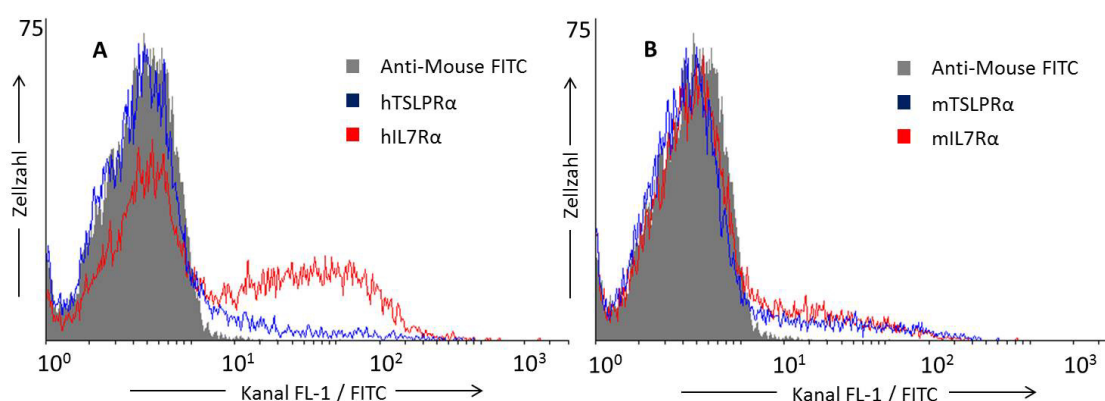 75
A
Anti-Mouse FITC
hTSLPRα
hIL7Rα
Zellzahl
10⁰ 10¹ 10² 10³
Kanal FL-1 / FITC
75
B
Anti-Mouse FITC
mTSLPRα
mIL7Rα
Zellzahl
10⁰ 10¹ 10² 10³
Kanal FL-1 / FITC